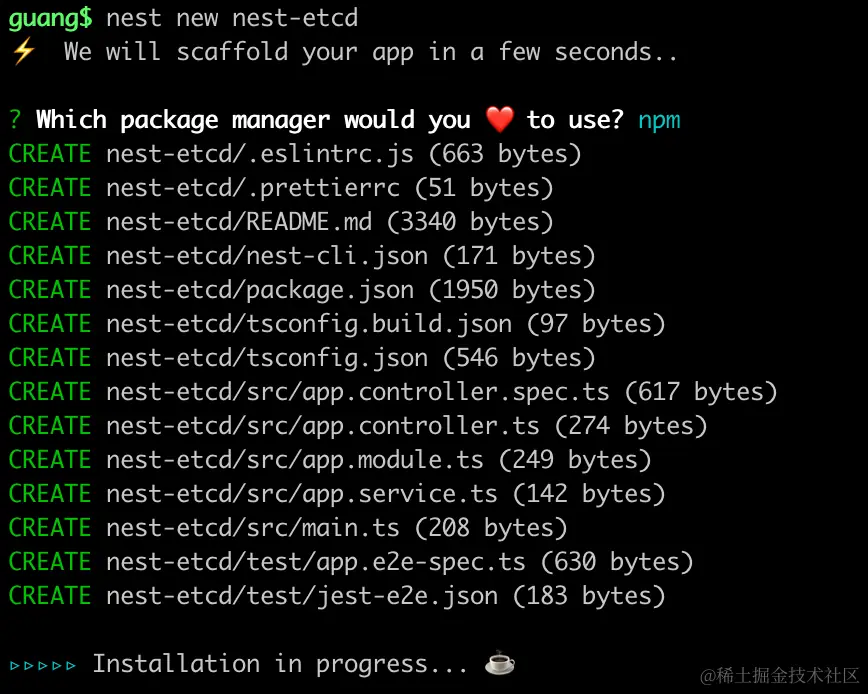 guang$ nest new nest-etcd
⚡ We will scaffold your app in a few seconds..
? Which package manager would you ❤️ to use? npm
CREATE nest-etcd/.eslintrc.js (663 bytes)
CREATE nest-etcd/.prettierrc (51 bytes)
CREATE nest-etcd/README.md (3340 bytes)
CREATE nest-etcd/nest-cli.json (171 bytes)
CREATE nest-etcd/package.json (1950 bytes)
CREATE nest-etcd/tsconfig.build.json (97 bytes)
CREATE nest-etcd/tsconfig.json (546 bytes)
CREATE nest-etcd/src/app.controller.spec.ts (617 bytes)
CREATE nest-etcd/src/app.controller.ts (274 bytes)
CREATE nest-etcd/src/app.module.ts (249 bytes)
CREATE nest-etcd/src/app.service.ts (142 bytes)
CREATE nest-etcd/src/main.ts (208 bytes)
CREATE nest-etcd/test/app.e2e-spec.ts (630 bytes)
CREATE nest-etcd/test/jest-e2e.json (183 bytes)
▹▹▹▹▹ Installation in progress... ☕
@稀土掘金技术社区